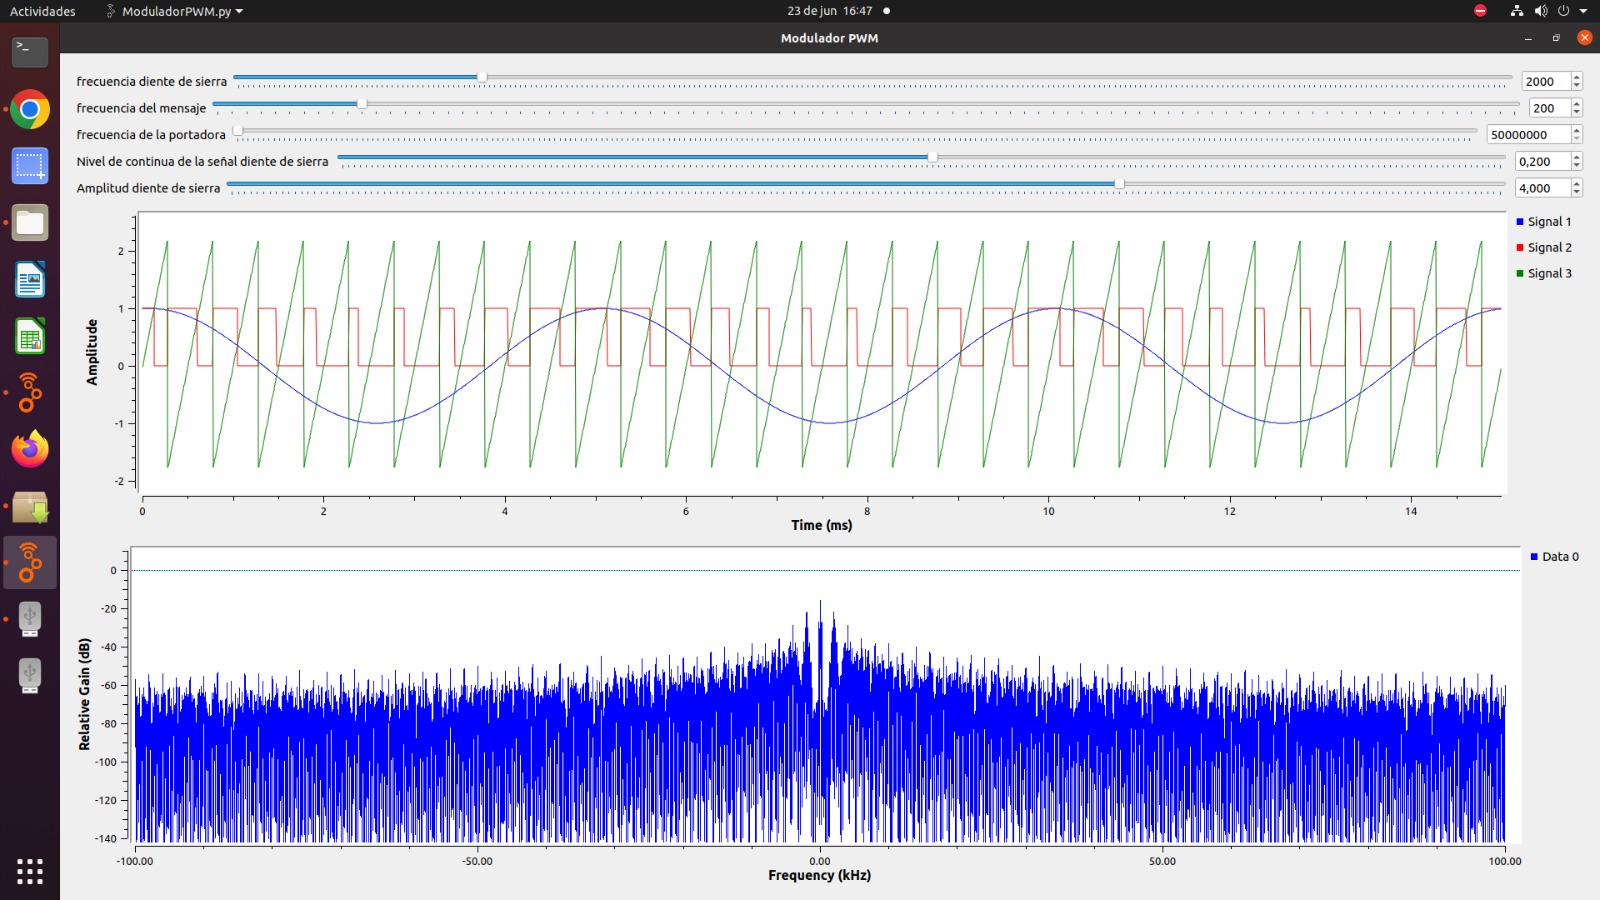 Actividades ModuladorPWM.py 23 de jun 16:47
Modulador PWM
frecuencia diente de sierra 2000
frecuencia del mensaje 200
frecuencia de la portadora 50000000
Nivel de continua de la señal diente de sierra 0,200
Amplitud diente de sierra 4,000
Signal 1
Signal 2
Signal 3
Amplitude
2
1
0
-1
-2
0 2 4 6 8 10 12 14
Time (ms)
Data 0
Relative Gain (dB)
0
-20
-40
-60
-80
-100
-120
-140
-100.00 -50.00 0.00 50.00 100.00
Frequency (kHz)